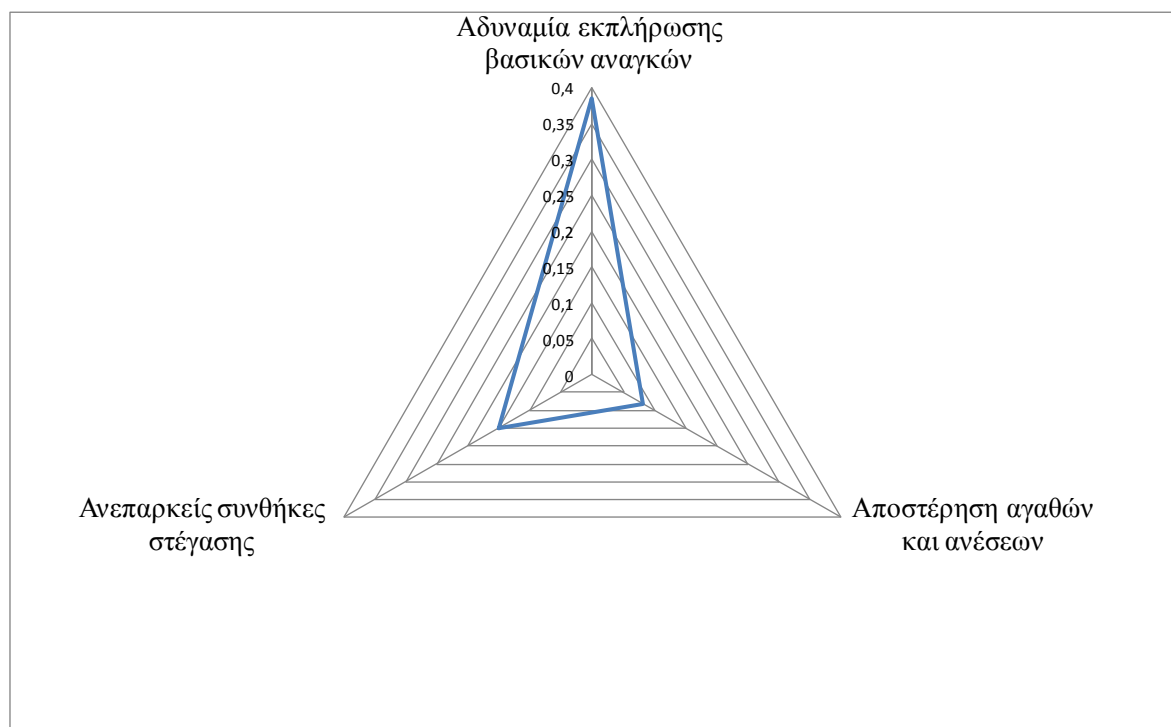 Αδυναμία εκπλήρωσης
βασικών αναγκών
0,4
0,35
0,3
0,25
0,2
0,15
0,1
0,05
0
Ανεπαρκείς συνθήκες
στέγασης
Αποστέρηση αγαθών
και ανέσεων